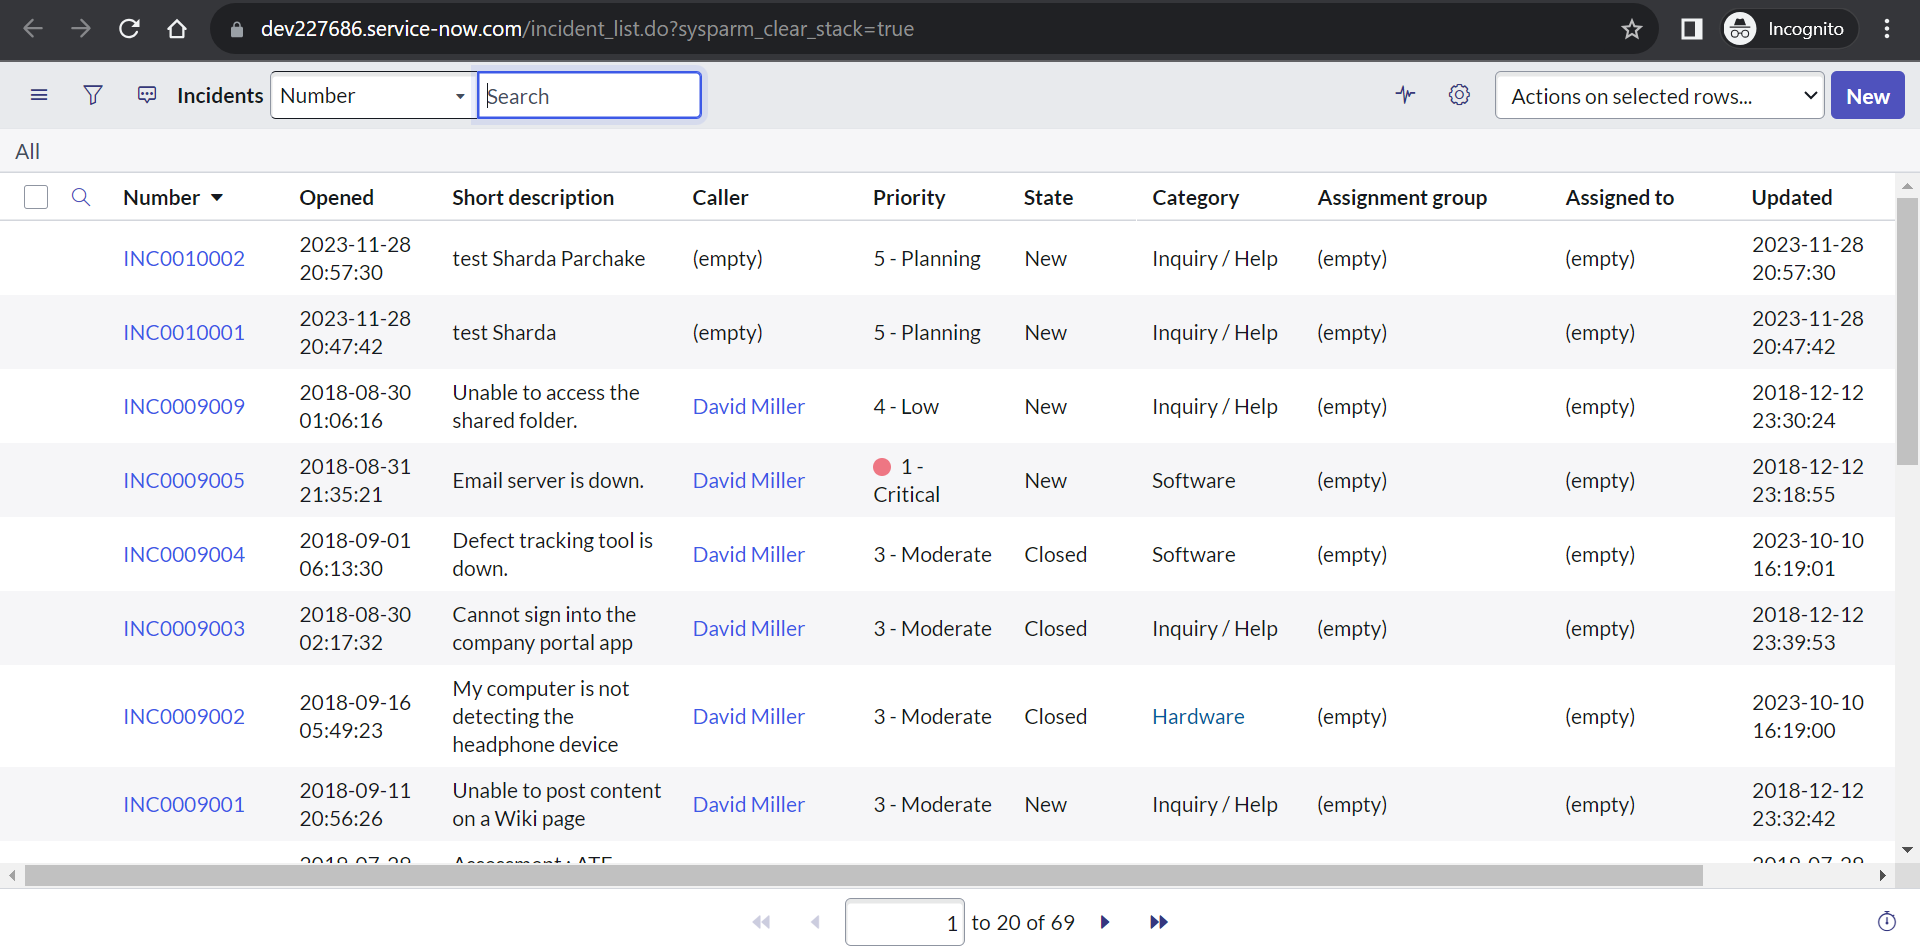 dev227686.service-now.com/incident_list.do?sysparm_clear_stack=true
Incognito
Incidents Number Search Actions on selected rows... New
All
Number Opened Short description Caller Priority State Category Assignment group Assigned to Updated
INC0010002 2023-11-28 20:57:30 test Sharda Parchake (empty) 5 - Planning New Inquiry / Help (empty) (empty) 2023-11-28 20:57:30
INC0010001 2023-11-28 20:47:42 test Sharda (empty) 5 - Planning New Inquiry / Help (empty) (empty) 2023-11-28 20:47:42
INC0009009 2018-08-30 01:06:16 Unable to access the shared folder. David Miller 4 - Low New Inquiry / Help (empty) (empty) 2018-12-12 23:30:24
INC0009005 2018-08-31 21:35:21 Email server is down. David Miller 1 - Critical New Software (empty) (empty) 2018-12-12 23:18:55
INC0009004 2018-09-01 06:13:30 Defect tracking tool is down. David Miller 3 - Moderate Closed Software (empty) (empty) 2023-10-10 16:19:01
INC0009003 2018-08-30 02:17:32 Cannot sign into the company portal app David Miller 3 - Moderate Closed Inquiry / Help (empty) (empty) 2018-12-12 23:39:53
INC0009002 2018-09-16 05:49:23 My computer is not detecting the headphone device David Miller 3 - Moderate Closed Hardware (empty) (empty) 2023-10-10 16:19:00
INC0009001 2018-09-11 20:56:26 Unable to post content on a Wiki page David Miller 3 - Moderate New Inquiry / Help (empty) (empty) 2018-12-12 23:32:42
1 to 20 of 69